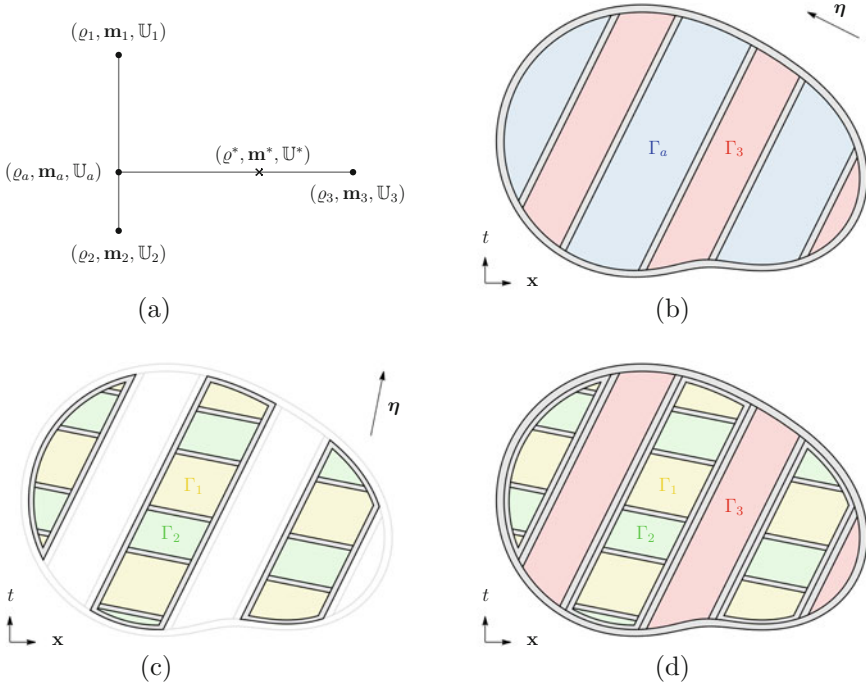 (ϱ₁, 𝐦₁, 𝕌₁)
(ϱₐ, 𝐦ₐ, 𝕌ₐ)
(ϱ*, 𝐦*, 𝕌*)
(ϱ₃, 𝐦₃, 𝕌₃)
(ϱ₂, 𝐦₂, 𝕌₂)
(a)
η
Γₐ
Γ₃
t
x
(b)
η
Γ₁
Γ₂
t
x
(c)
Γ₁
Γ₂
Γ₃
t
x
(d)